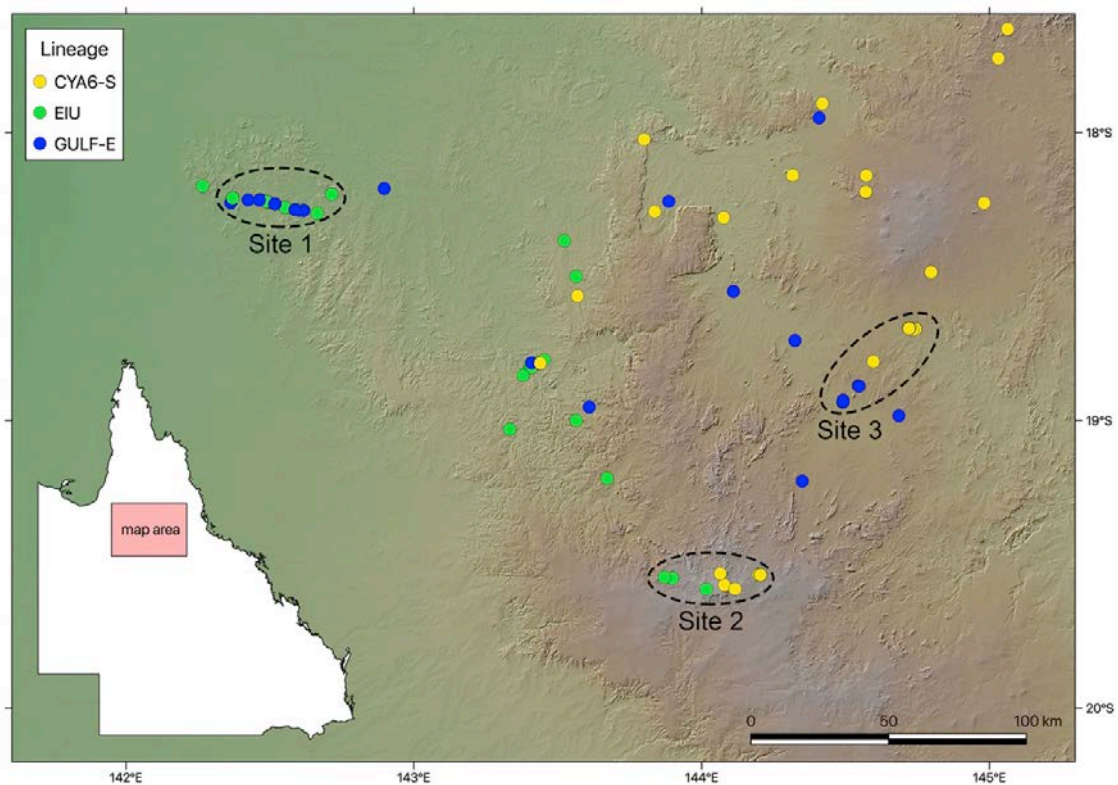 Lineage
CYA6-S
EIU
GULF-E
18°S
Site 1
Site 3
19°S
map area
Site 2
0 50 100 km
20°S
142°E 143°E 144°E 145°E